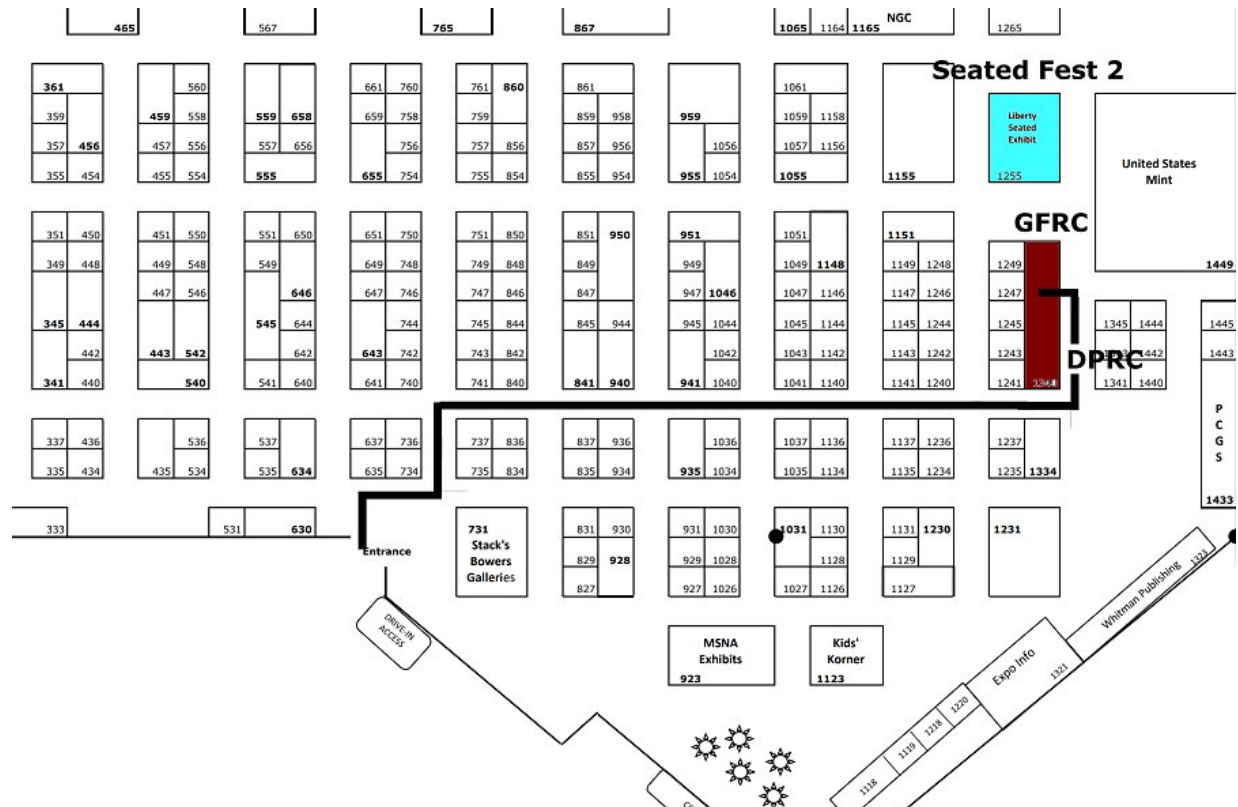 465 567 765 867 1065 1164 1165 NGC 1265
Seated Fest 2
361 560 661 760 761 860 861 1061
359 459 558 559 658 659 758 759 859 958 959 1059 1158
Liberty
Seated
Exhibit
357 456 457 556 557 656 756 757 856 857 956 1056 1057 1156
United States
Mint
355 454 455 554 555 655 754 755 854 855 954 955 1054 1055 1155 1255
GFRC
351 450 451 550 551 650 651 750 751 850 851 950 951 1051 1151
349 448 449 548 549 649 748 749 848 849 949 1049 1148 1149 1248 1249 1449
447 546 646 647 746 747 846 847 947 1046 1047 1146 1147 1246 1247
345 444 545 644 744 745 844 845 944 945 1044 1045 1144 1145 1244 1245 1345 1444 1445
442 443 542 642 643 742 743 842 1042 1043 1142 1143 1242 1243 1442 1443
DPRC
341 440 540 541 640 641 740 741 840 841 940 941 1040 1041 1140 1141 1240 1241 1341 1440
337 436 536 537 637 736 737 836 837 936 1036 1037 1136 1137 1236 1237
335 434 435 534 535 634 635 734 735 834 835 934 935 1034 1035 1134 1135 1234 1235 1334
P
C
G
S
1433
333 531 630 731 831 930 931 1030 1031 1130 1131 1230 1231
Entrance
Stack's
Bowers
Galleries
829 928 929 1028 1128 1129
827 927 1026 1027 1126 1127
Whitman Publishing 1323
DRIVE-IN
ACCESS
MSNA
Exhibits
923
Kids'
Korner
1123
Expo Info
1321
1220
1218
1119
1118